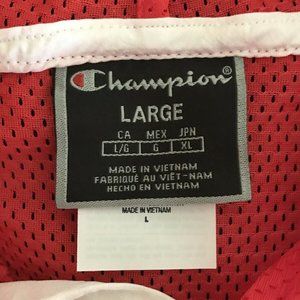 Champion®
LARGE
CA MEX JPN
L/G G XL
MADE IN VIETNAM
FABRIQUÉ AU VIÊT-NAM
HECHO EN VIETNAM
MADE IN VIETNAM
L